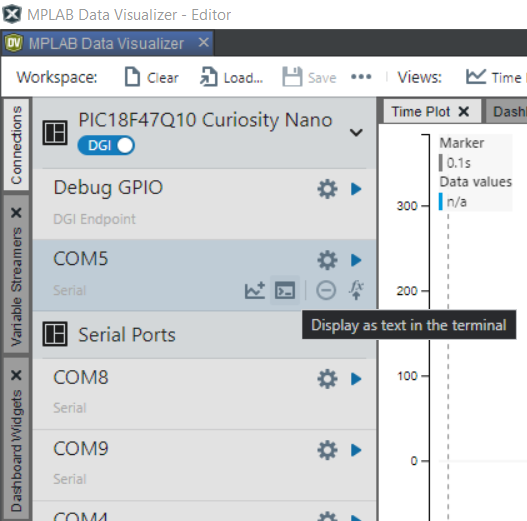 MPLAB Data Visualizer - Editor
DV MPLAB Data Visualizer
Workspace: Clear Load... Save Views: Time
Connections
Variable Streamers
Dashboard Widgets
PIC18F47Q10 Curiosity Nano
DGI
Debug GPIO
DGI Endpoint
COM5
Serial
fx
Display as text in the terminal
Serial Ports
COM8
Serial
COM9
Serial
COM4
Time Plot
Marker
0.1s
Data values
n/a
300
200
100
0